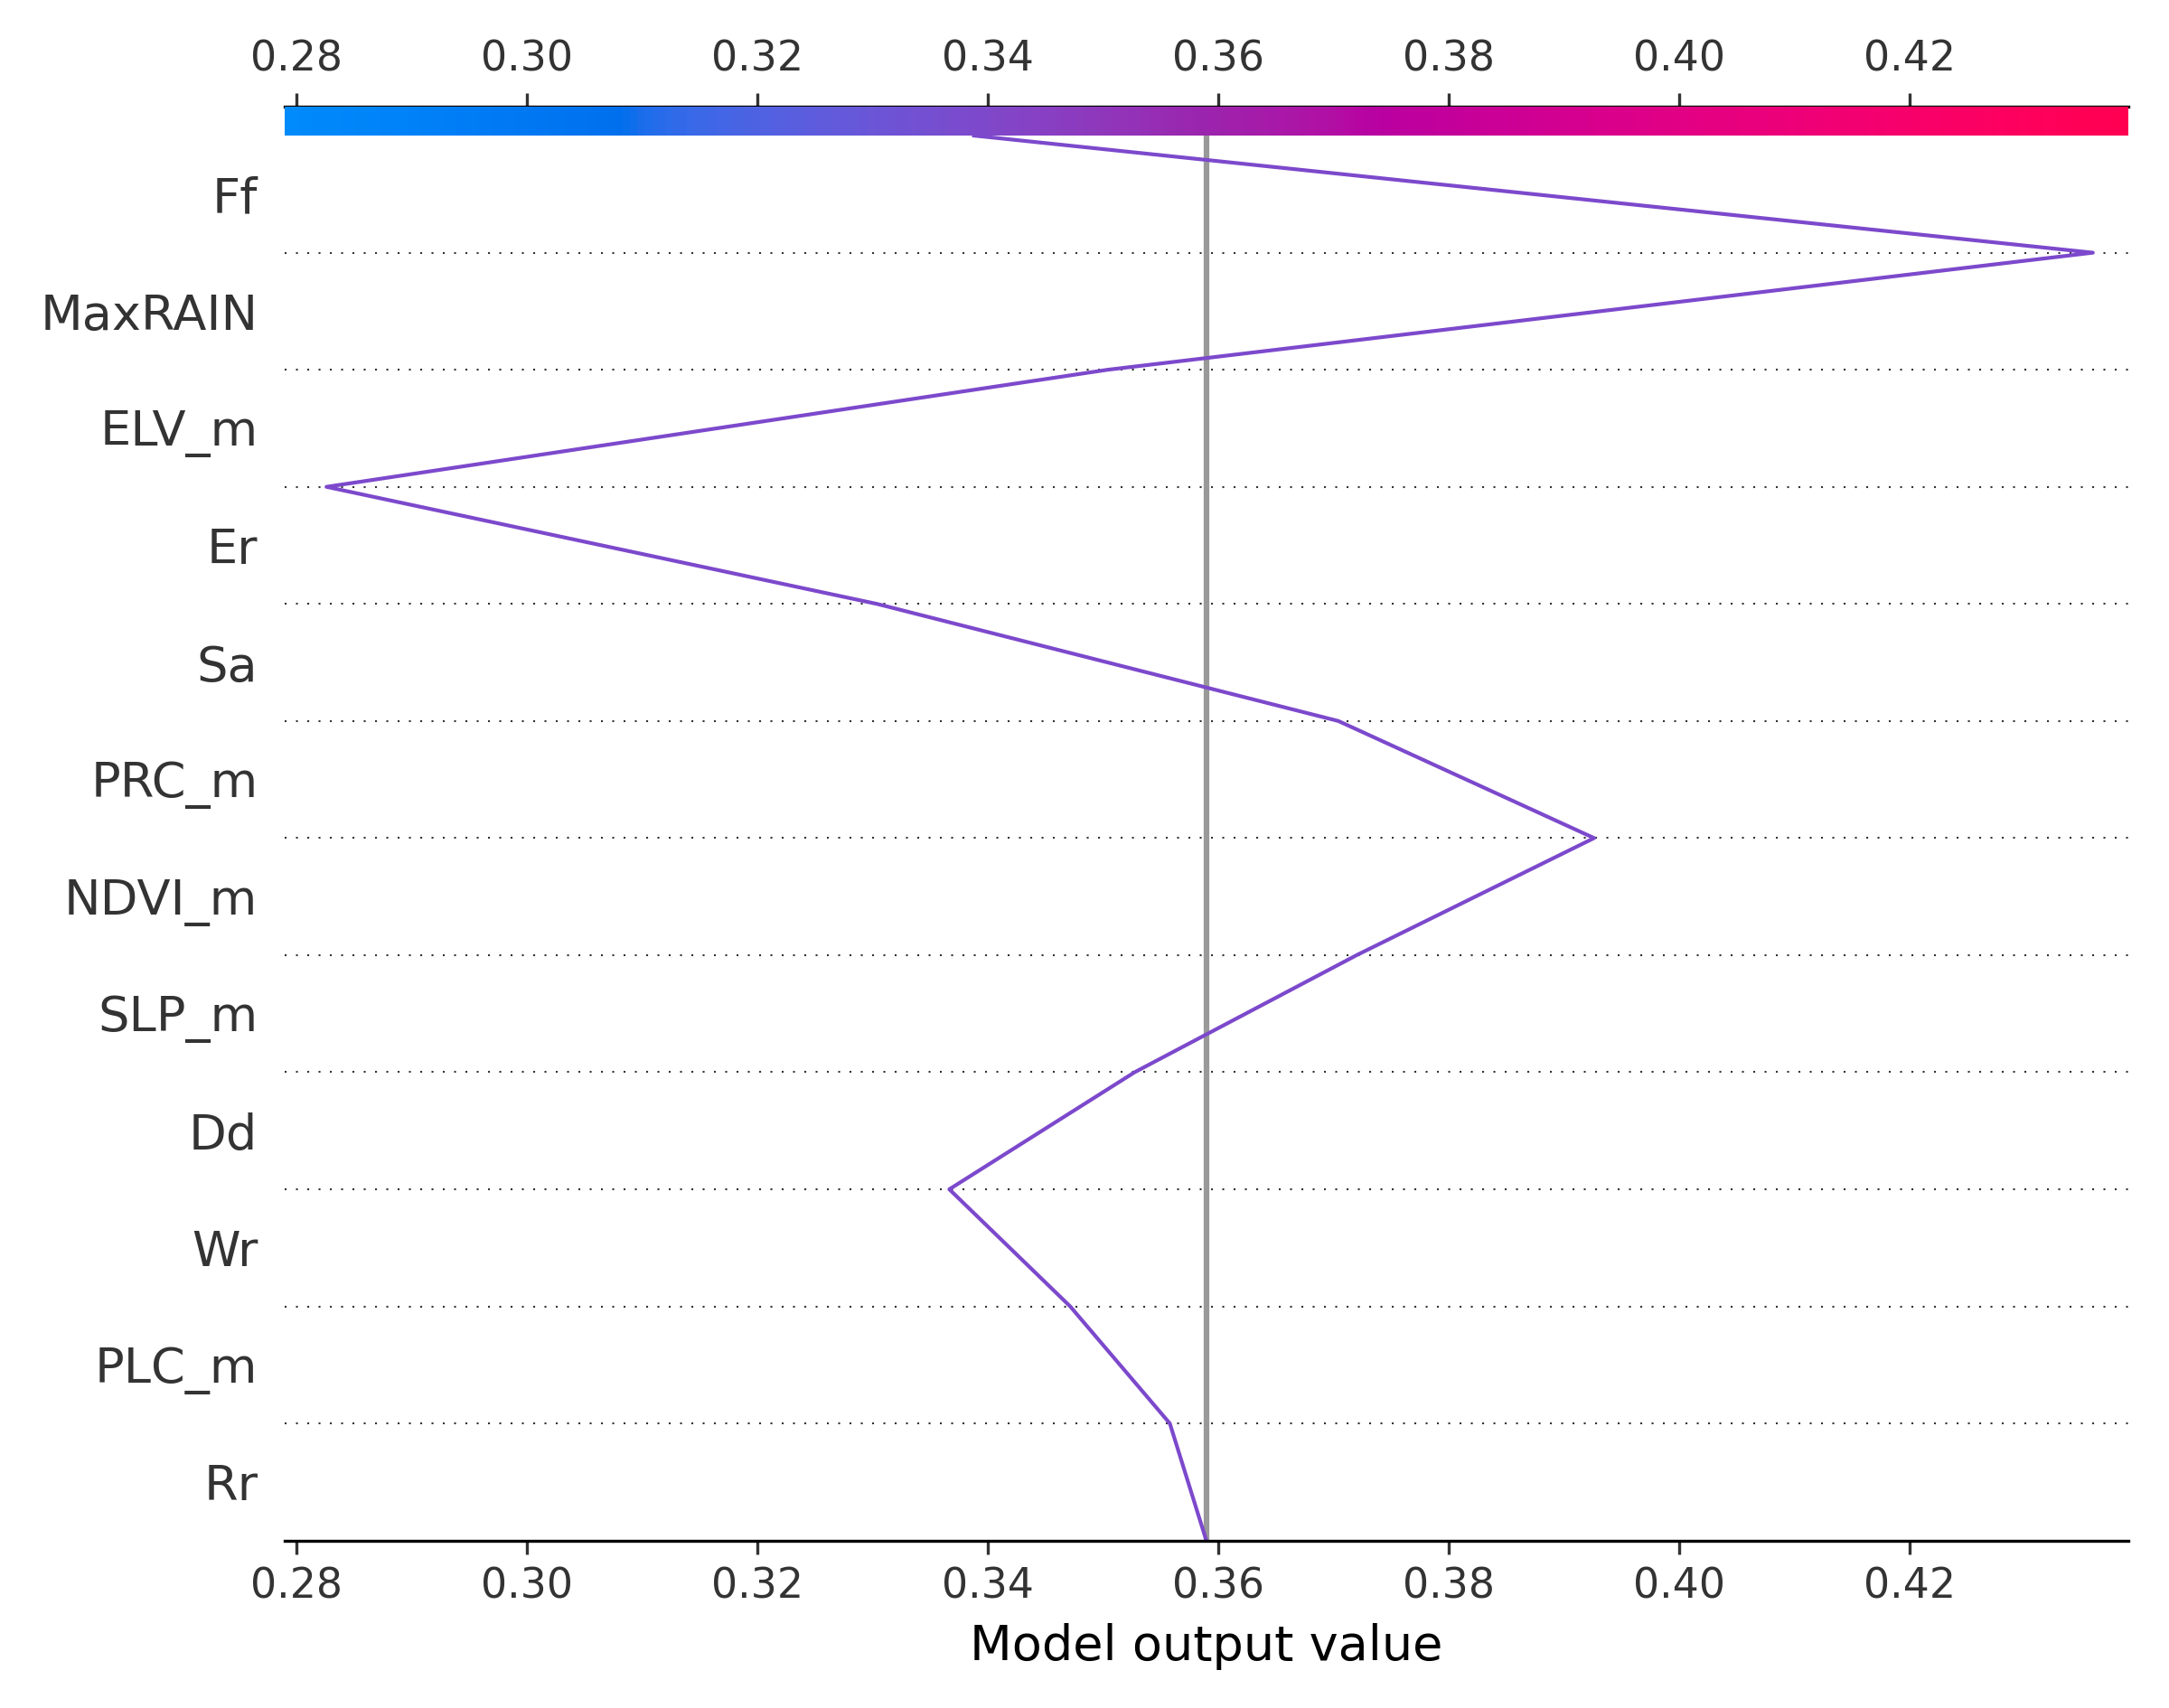 0.28 0.30 0.32 0.34 0.36 0.38 0.40 0.42
Ff
MaxRAIN
ELV_m
Er
Sa
PRC_m
NDVI_m
SLP_m
Dd
Wr
PLC_m
Rr
0.28 0.30 0.32 0.34 0.36 0.38 0.40 0.42
Model output value